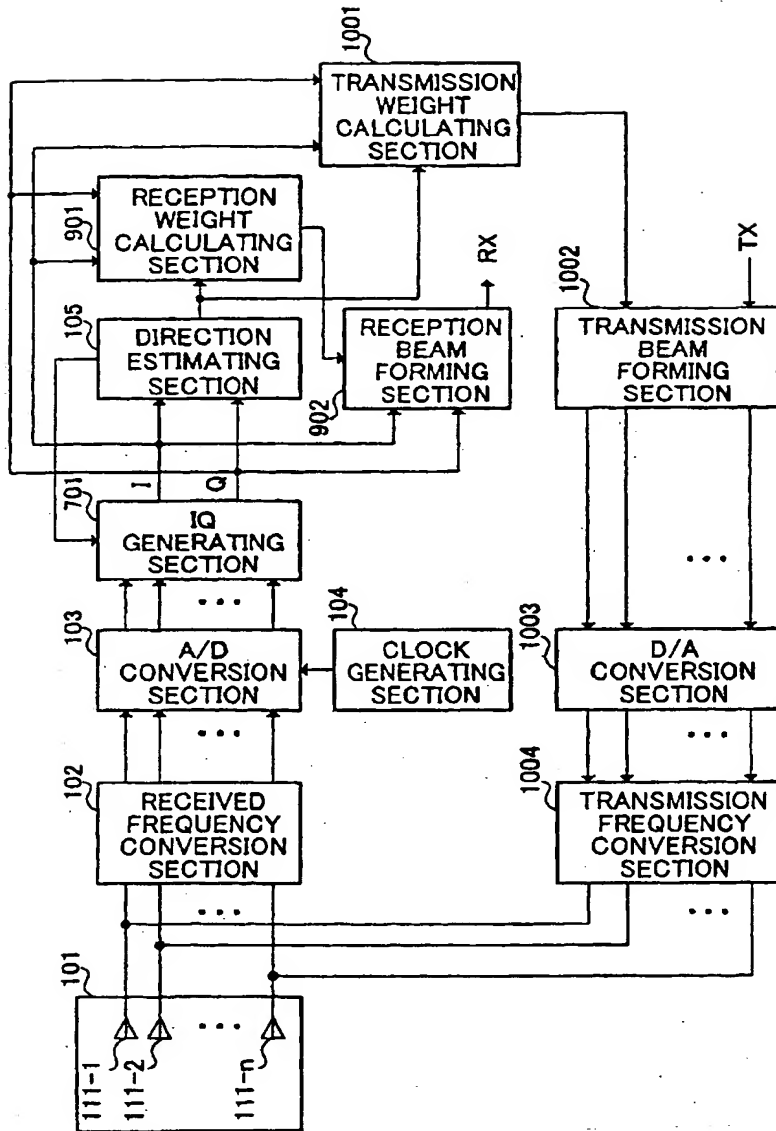 101
111-1
111-2
111-n
102
RECEIVED
FREQUENCY
CONVERSION
SECTION
103
A/D
CONVERSION
SECTION
104
CLOCK
GENERATING
SECTION
701
IQ
GENERATING
SECTION
I
Q
105
DIRECTION
ESTIMATING
SECTION
901
RECEPTION
WEIGHT
CALCULATING
SECTION
902
RECEPTION
BEAM
FORMING
SECTION
RX
1001
TRANSMISSION
WEIGHT
CALCULATING
SECTION
1002
TRANSMISSION
BEAM
FORMING
SECTION
TX
1003
D/A
CONVERSION
SECTION
1004
TRANSMISSION
FREQUENCY
CONVERSION
SECTION